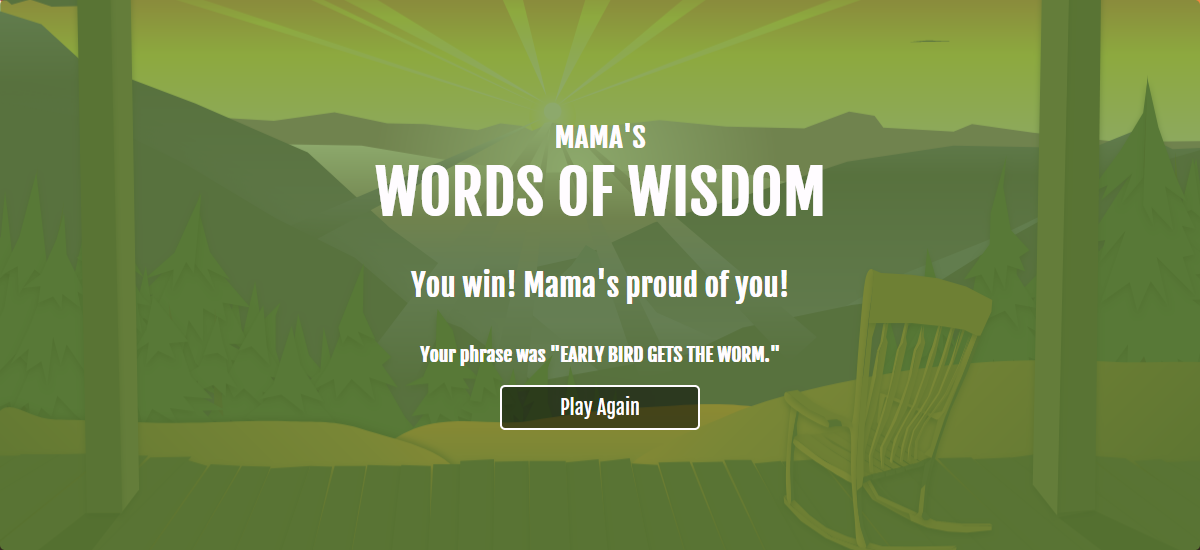 MAMA'S
WORDS OF WISDOM
You win! Mama's proud of you!
Your phrase was "EARLY BIRD GETS THE WORM."
Play Again